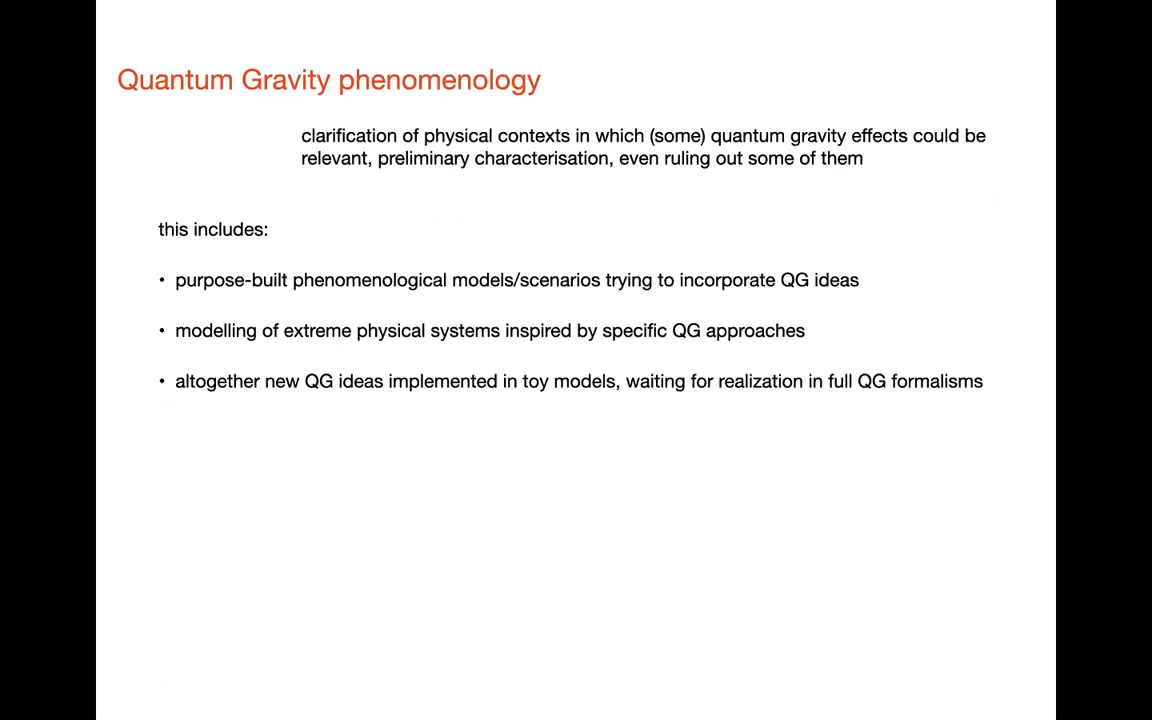 Quantum Gravity phenomenology
clarification of physical contexts in which (some) quantum gravity effects could be
relevant, preliminary characterisation, even ruling out some of them
this includes:
• purpose-built phenomenological models/scenarios trying to incorporate QG ideas
• modelling of extreme physical systems inspired by specific QG approaches
• altogether new QG ideas implemented in toy models, waiting for realization in full QG formalisms